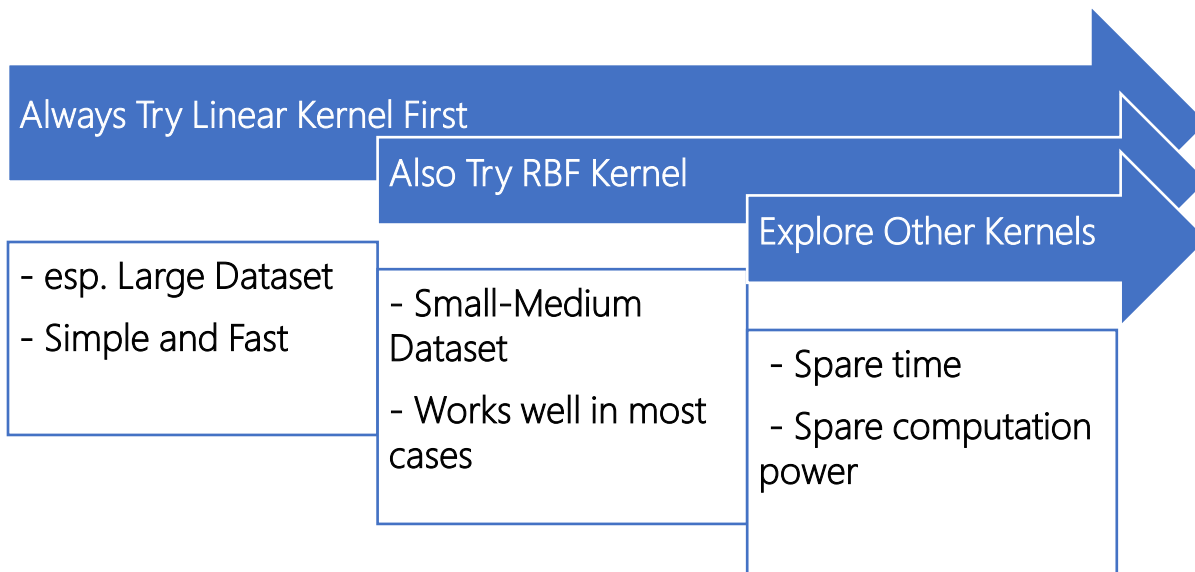 Always Try Linear Kernel First
Also Try RBF Kernel
Explore Other Kernels
- esp. Large Dataset
- Simple and Fast
- Small-Medium
Dataset
- Works well in most
cases
- Spare time
- Spare computation
power